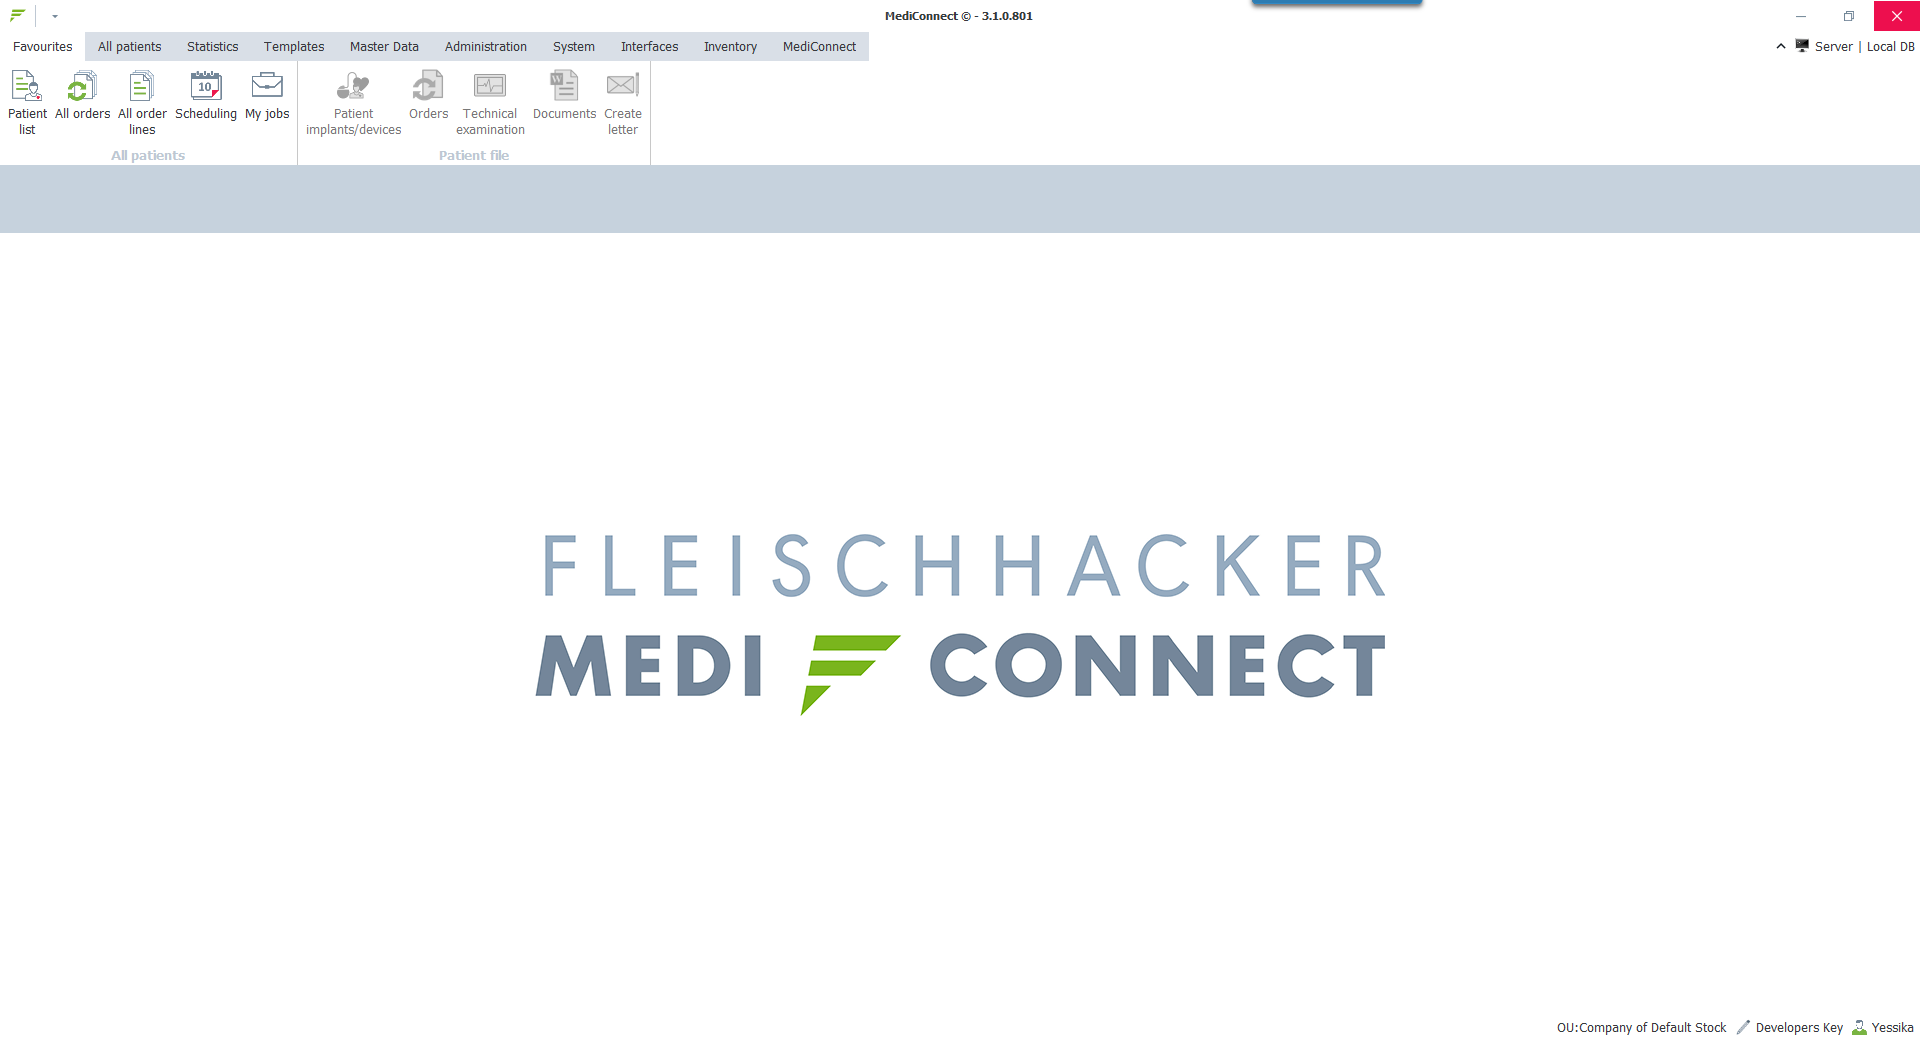 MediConnect © - 3.1.0.801
Favourites All patients Statistics Templates Master Data Administration System Interfaces Inventory MediConnect Server | Local DB
Patient list All orders All order lines Scheduling My jobs Patient implants/devices Orders Technical examination Documents Create letter
10
W
All patients Patient file
FLEISCHHACKER
MEDI CONNECT
OU:Company of Default Stock Developers Key Yessika